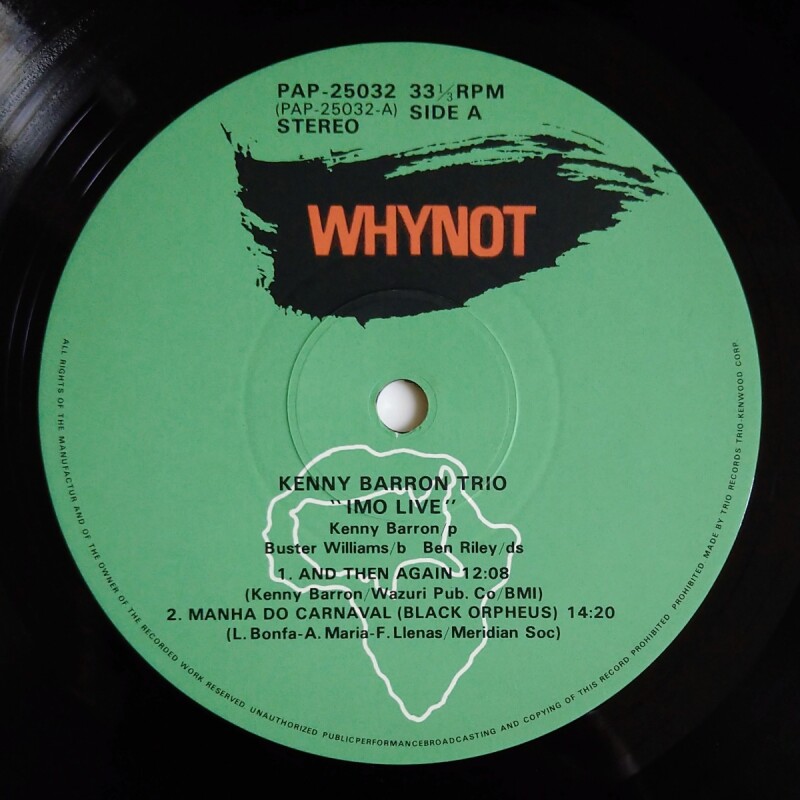 PAP-25032 33⅓RPM
(PAP-25032-A) SIDE A
STEREO
WHYNOT
KENNY BARRON TRIO
"IMO LIVE"
Kenny Barron/p
Buster Williams/b Ben Riley/ds
1. AND THEN AGAIN 12:08
(Kenny Barron/Wazuri Pub. Co/BMI)
2. MANHA DO CARNAVAL (BLACK ORPHEUS) 14:20
(L. Bonfa-A. Maria-F. Llenas/Meridian Soc)
ALL RIGHTS OF THE MANUFACTUR AND OF THE OWNER OF THE RECORDED WORK RESERVED UNAUTHORIZED PUBLICPERFORMANCEBROADCASTING AND COPYING OF THIS RECORD PROHIBITED PROHIBITED MADE BY TRIO RECORDS TRIO-KENWOOD CORP